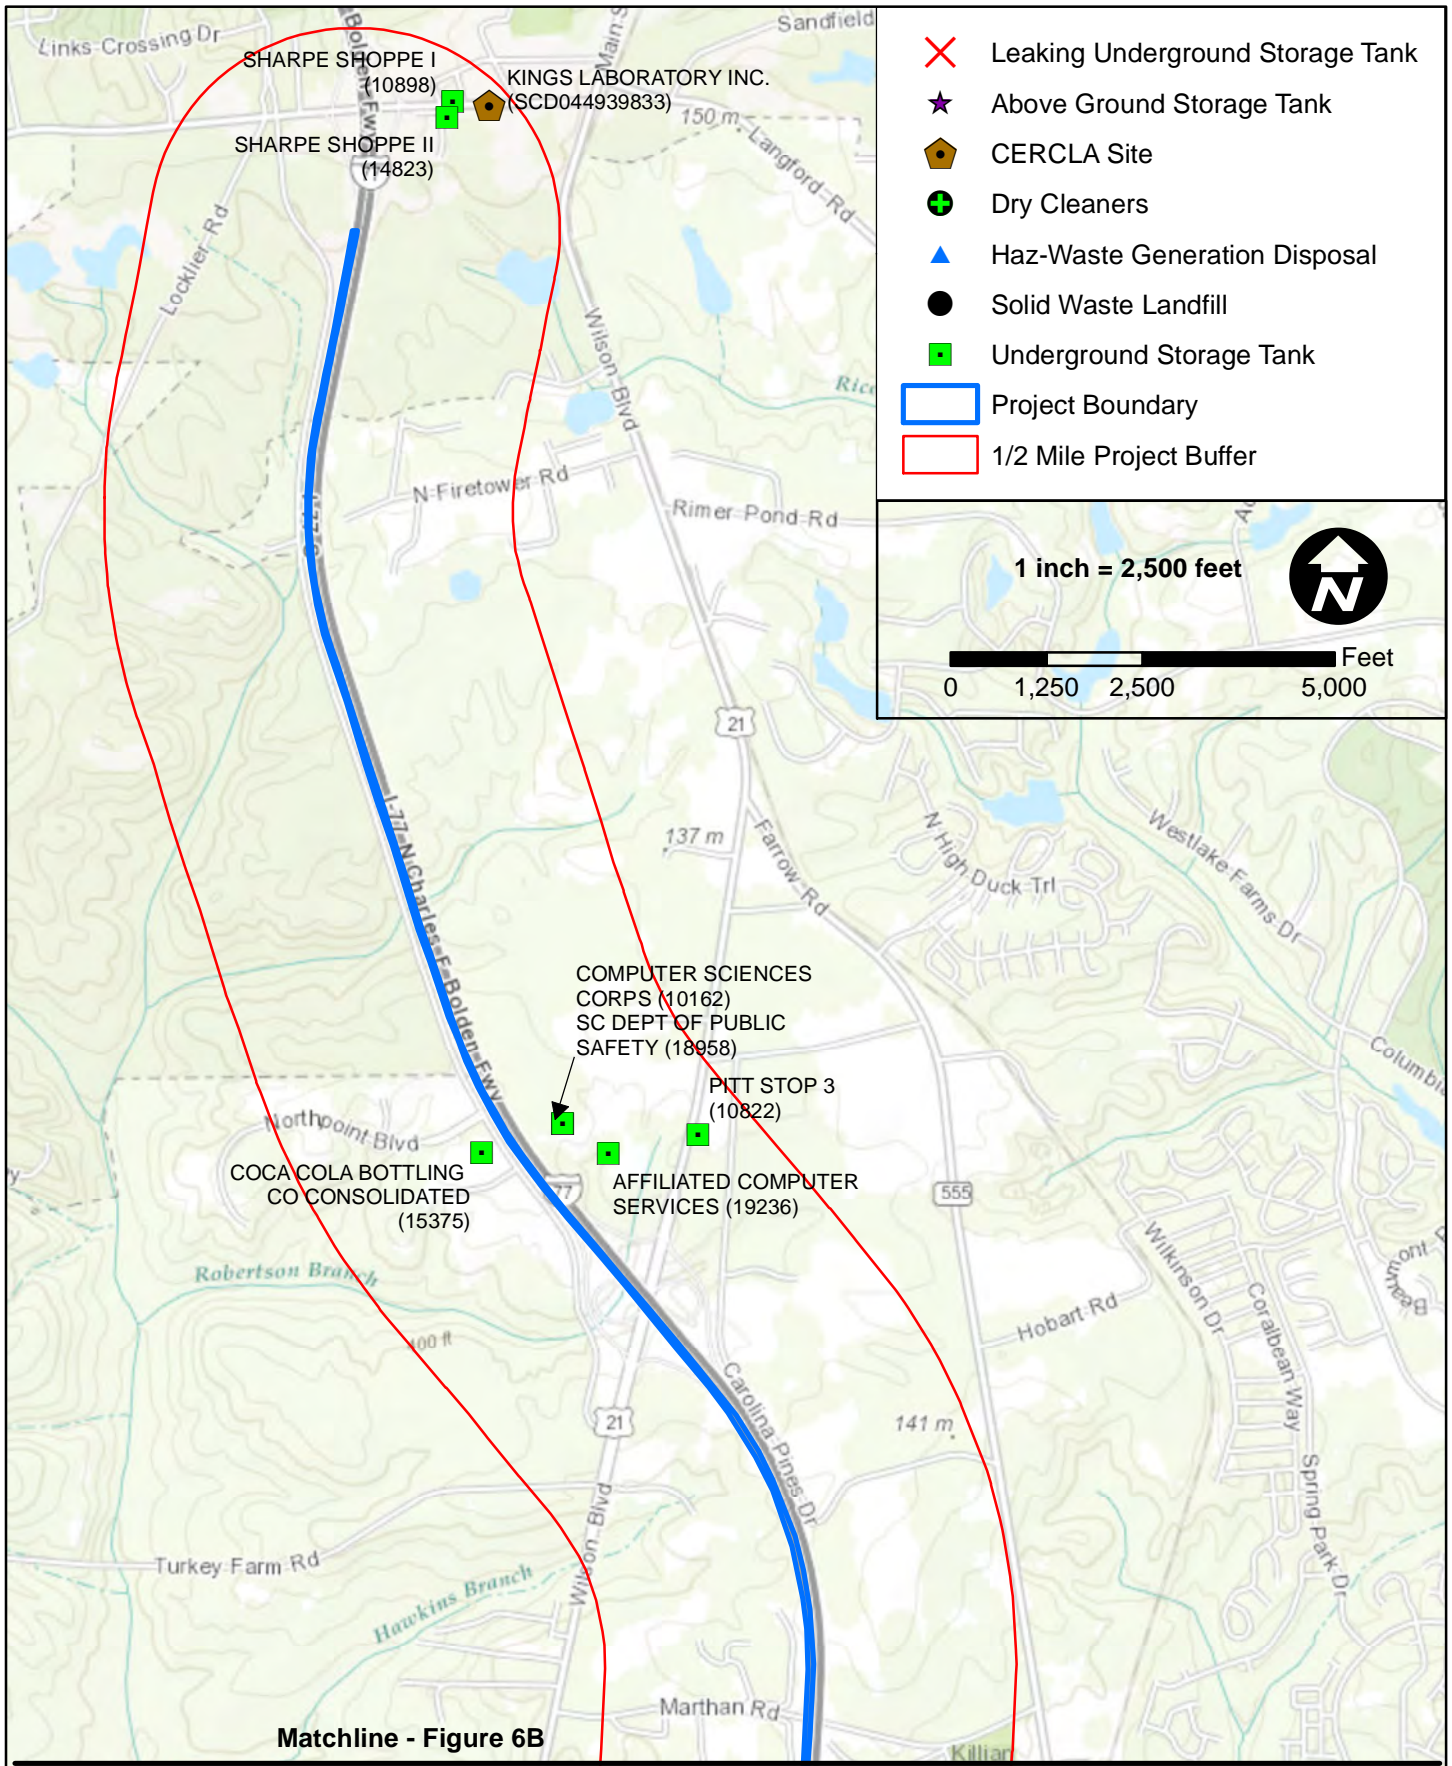 Links Crossing Dr
Sandfield
Main S
SHARPE SHOPPE I
(10898)
KINGS LABORATORY INC.
(SCD044939833)
SHARPE SHOPPE II
(14823)
150 m
Langford Rd
Locklier Rd
Wilson Blvd
Rice
N Firetower Rd
Rimer Pond Rd
Leaking Underground Storage Tank
Above Ground Storage Tank
CERCLA Site
Dry Cleaners
Haz-Waste Generation Disposal
Solid Waste Landfill
Underground Storage Tank
Project Boundary
1/2 Mile Project Buffer
1 inch = 2,500 feet
N
Feet
0 1,250 2,500 5,000
21
137 m
Farrow Rd
N High Duck Trl
Westlake Farms Dr
I-77 N Charles F Bolden Fwy
COMPUTER SCIENCES
CORPS (10162)
SC DEPT OF PUBLIC
SAFETY (18958)
PITT STOP 3
(10822)
Columbia
Northpoint Blvd
COCA COLA BOTTLING
CO CONSOLIDATED
(15375)
77
AFFILIATED COMPUTER
SERVICES (19236)
555
Robertson Branch
400 ft
Hobart Rd
Wilkinson Dr
Coralbean Way
21
Carolina Pines Dr
141 m
Spring Park Dr
Wilson Blvd
Turkey Farm Rd
Hawkins Branch
Marthan Rd
Killian
Matchline - Figure 6B